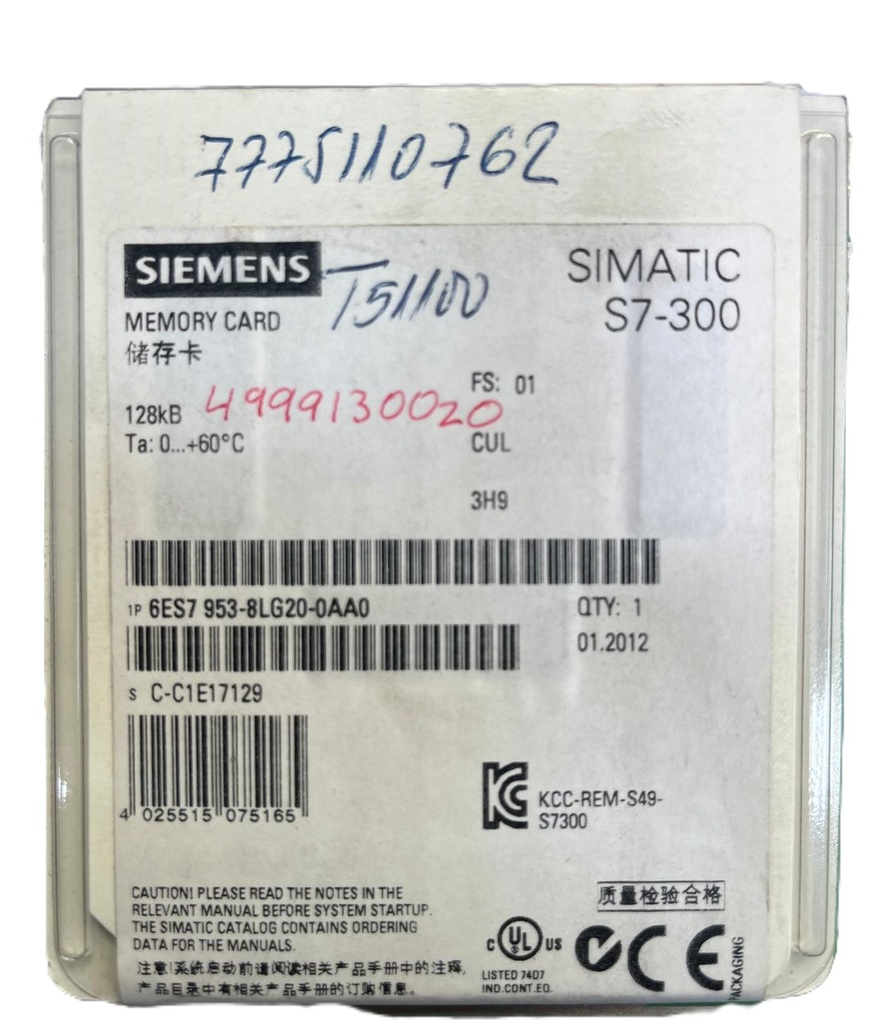 7775110762
SIEMENS
T51100
SIMATIC
S7-300
MEMORY CARD
储存卡
FS: 01
128kB
4999130020
Ta: 0...+60°C
CUL
3H9
1P 6ES7 953-8LG20-0AA0
QTY: 1
01.2012
S C-C1E17129
4 025515 075165
KCC-REM-S49-
S7300
CAUTION! PLEASE READ THE NOTES IN THE
RELEVANT MANUAL BEFORE SYSTEM STARTUP.
THE SIMATIC CATALOG CONTAINS ORDERING
DATA FOR THE MANUALS.
注意!系统启动前请阅读相关产品手册中的注释,
产品目录中有相关产品手册的订购信息。
质量检验合格
C UL US
LISTED 74D7
IND.CONT.EQ.
CE
PACKAGING